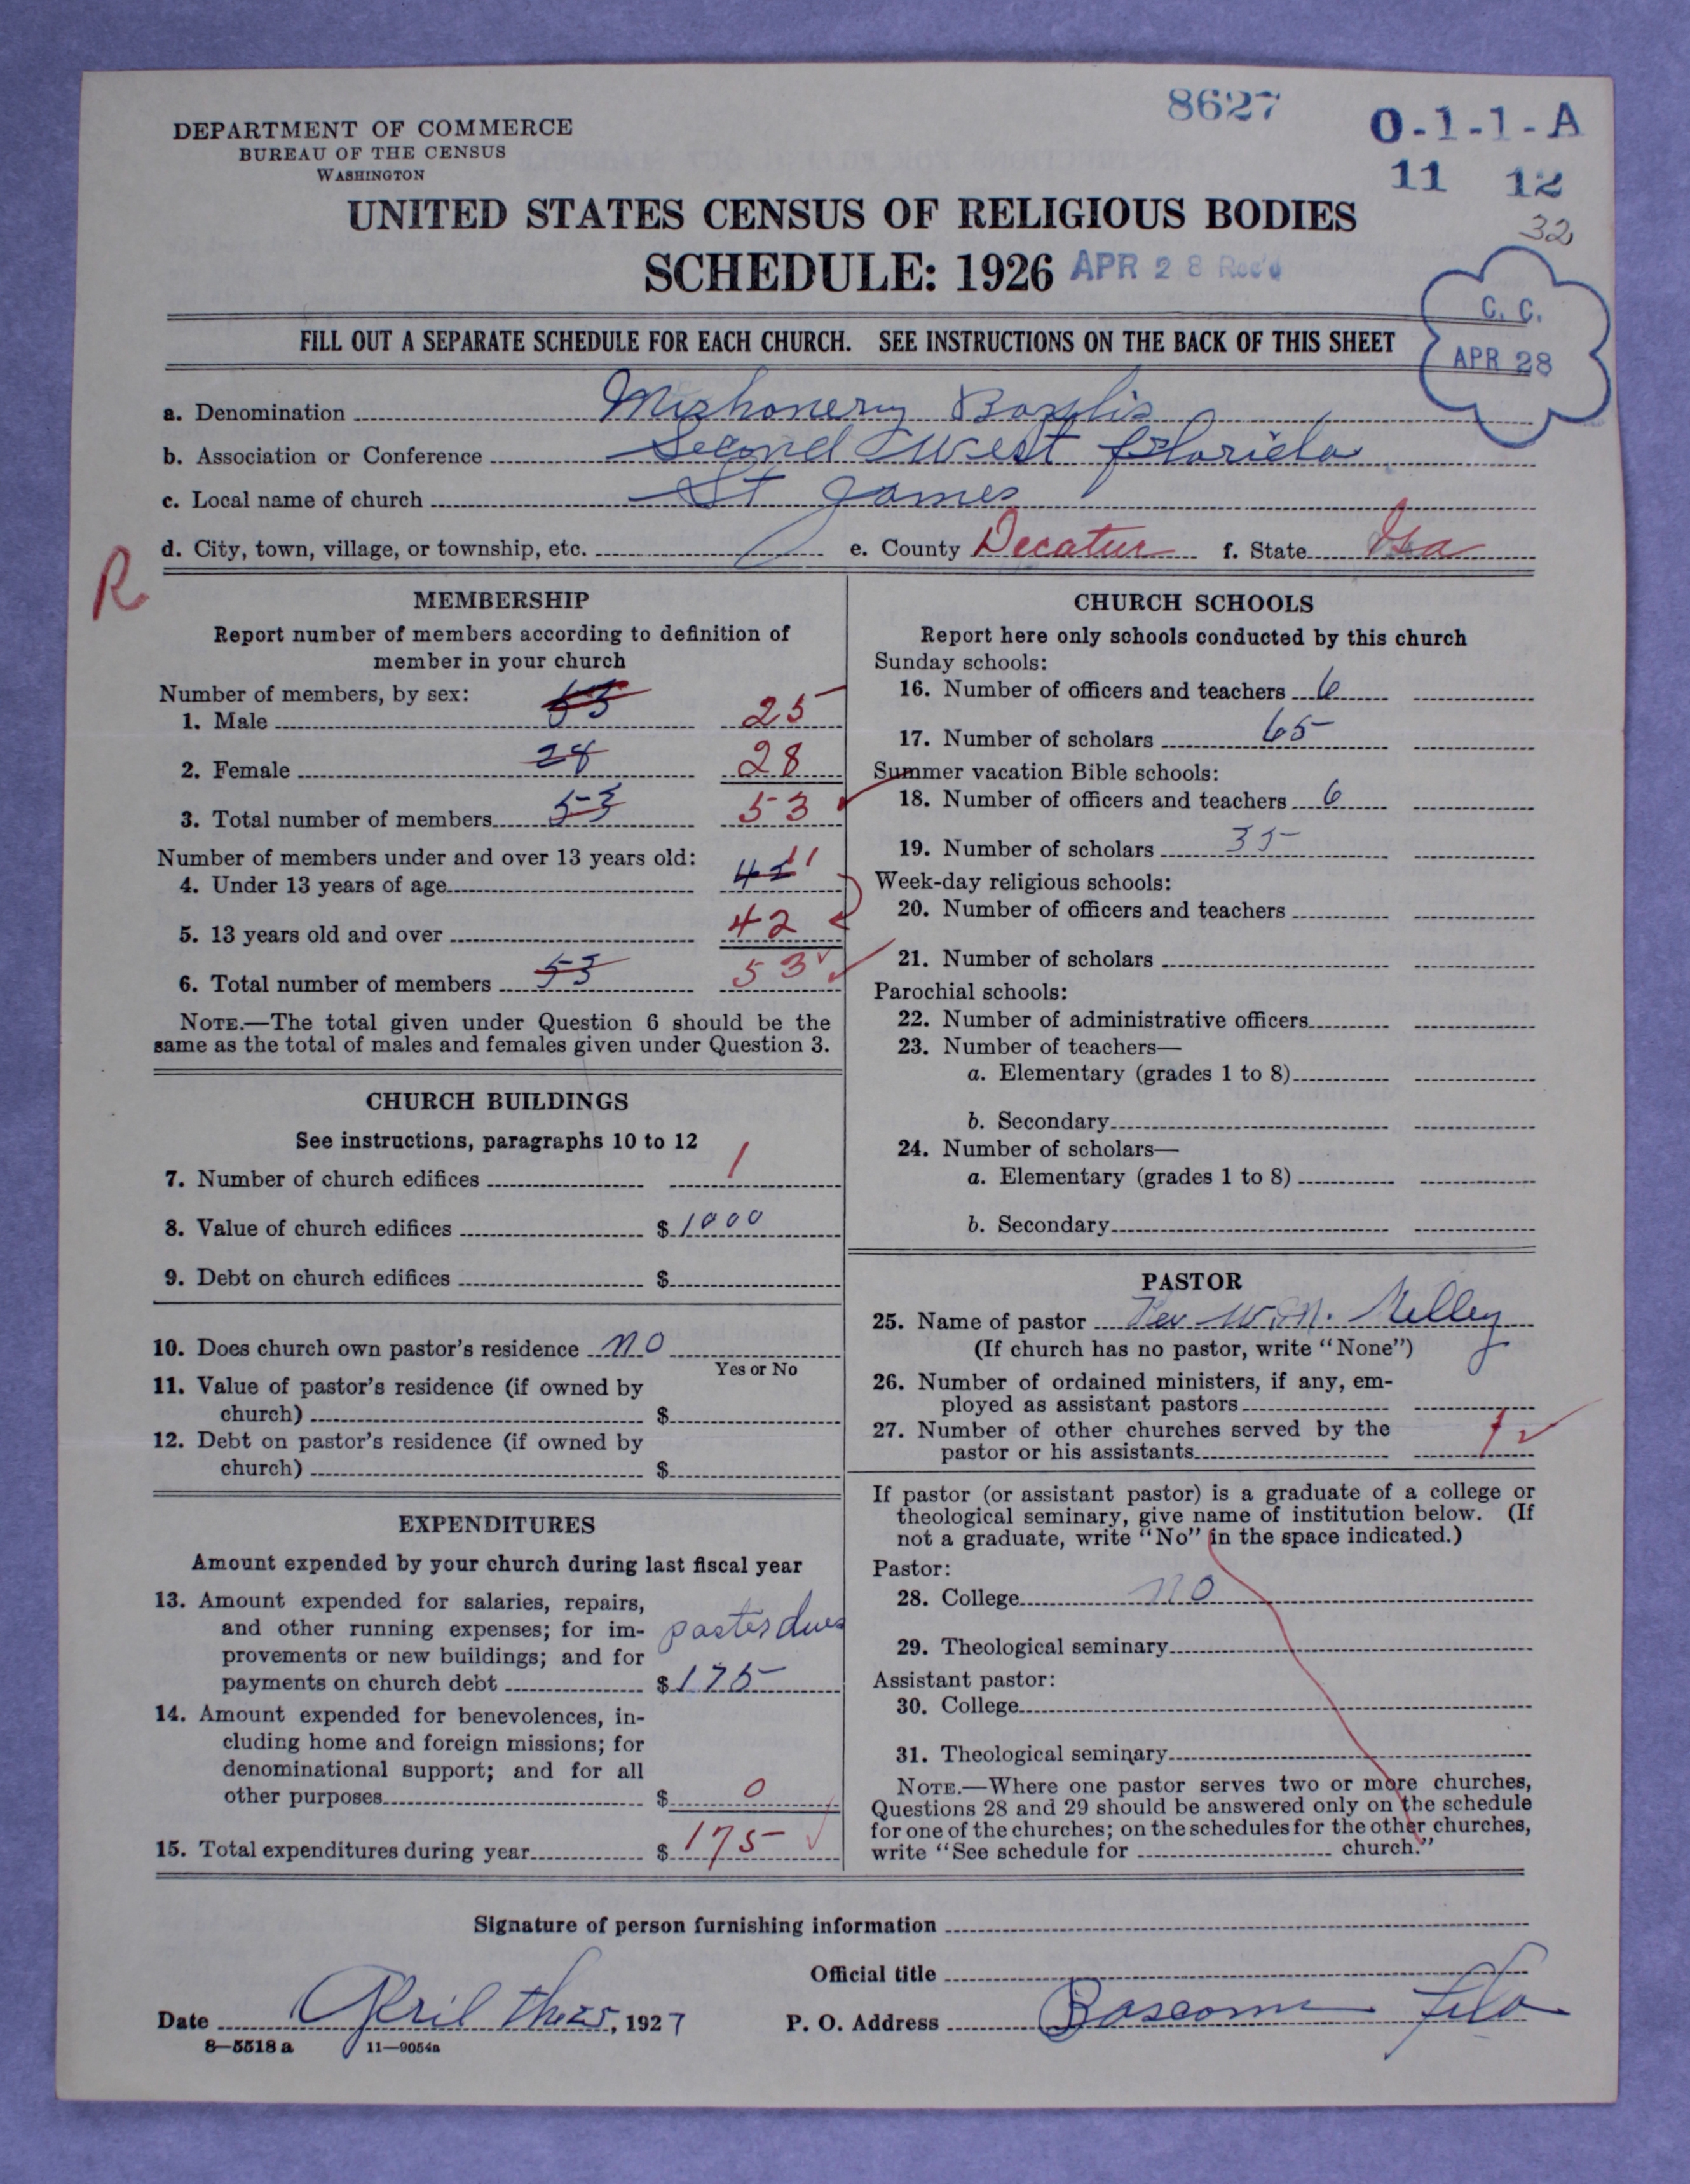 8627
O-1-1-A
11 12
32
DEPARTMENT OF COMMERCE
BUREAU OF THE CENSUS
WASHINGTON
UNITED STATES CENSUS OF RELIGIOUS BODIES
SCHEDULE: 1926 APR 28 Rec'd
C. C.
APR 28
FILL OUT A SEPARATE SCHEDULE FOR EACH CHURCH. SEE INSTRUCTIONS ON THE BACK OF THIS SHEET
a. Denomination Mishonery Baplis
b. Association or Conference Second West florida
c. Local name of church St James
d. City, town, village, or township, etc. e. County Decatur f. State Ga
R
MEMBERSHIP
Report number of members according to definition of
member in your church
Number of members, by sex:
1. Male 25
2. Female 28 28
3. Total number of members 53 53
Number of members under and over 13 years old:
4. Under 13 years of age 11
5. 13 years old and over 42
6. Total number of members 53 53
NOTE.—The total given under Question 6 should be the
same as the total of males and females given under Question 3.
CHURCH BUILDINGS
See instructions, paragraphs 10 to 12
7. Number of church edifices 1
8. Value of church edifices $ 1000
9. Debt on church edifices $
10. Does church own pastor's residence no
Yes or No
11. Value of pastor's residence (if owned by
church) $
12. Debt on pastor's residence (if owned by
church) $
EXPENDITURES
Amount expended by your church during last fiscal year
13. Amount expended for salaries, repairs,
and other running expenses; for im-
provements or new buildings; and for
payments on church debt $ 175
pastes dues
14. Amount expended for benevolences, in-
cluding home and foreign missions; for
denominational support; and for all
other purposes $ 0
15. Total expenditures during year $ 175
CHURCH SCHOOLS
Report here only schools conducted by this church
Sunday schools:
16. Number of officers and teachers 6
17. Number of scholars 65
Summer vacation Bible schools:
18. Number of officers and teachers 6
19. Number of scholars 35
Week-day religious schools:
20. Number of officers and teachers
21. Number of scholars
Parochial schools:
22. Number of administrative officers
23. Number of teachers—
a. Elementary (grades 1 to 8)
b. Secondary
24. Number of scholars—
a. Elementary (grades 1 to 8)
b. Secondary
PASTOR
25. Name of pastor Rev W. M. Kelley
(If church has no pastor, write "None")
26. Number of ordained ministers, if any, em-
ployed as assistant pastors
27. Number of other churches served by the
pastor or his assistants 1
If pastor (or assistant pastor) is a graduate of a college or
theological seminary, give name of institution below. (If
not a graduate, write "No" in the space indicated.)
Pastor:
28. College no
29. Theological seminary
Assistant pastor:
30. College
31. Theological seminary
NOTE.—Where one pastor serves two or more churches,
Questions 28 and 29 should be answered only on the schedule
for one of the churches; on the schedules for the other churches,
write "See schedule for church."
Signature of person furnishing information
Official title
Date April the 25, 1927 P. O. Address Bascom Fla
8—5518 a 11—9054a